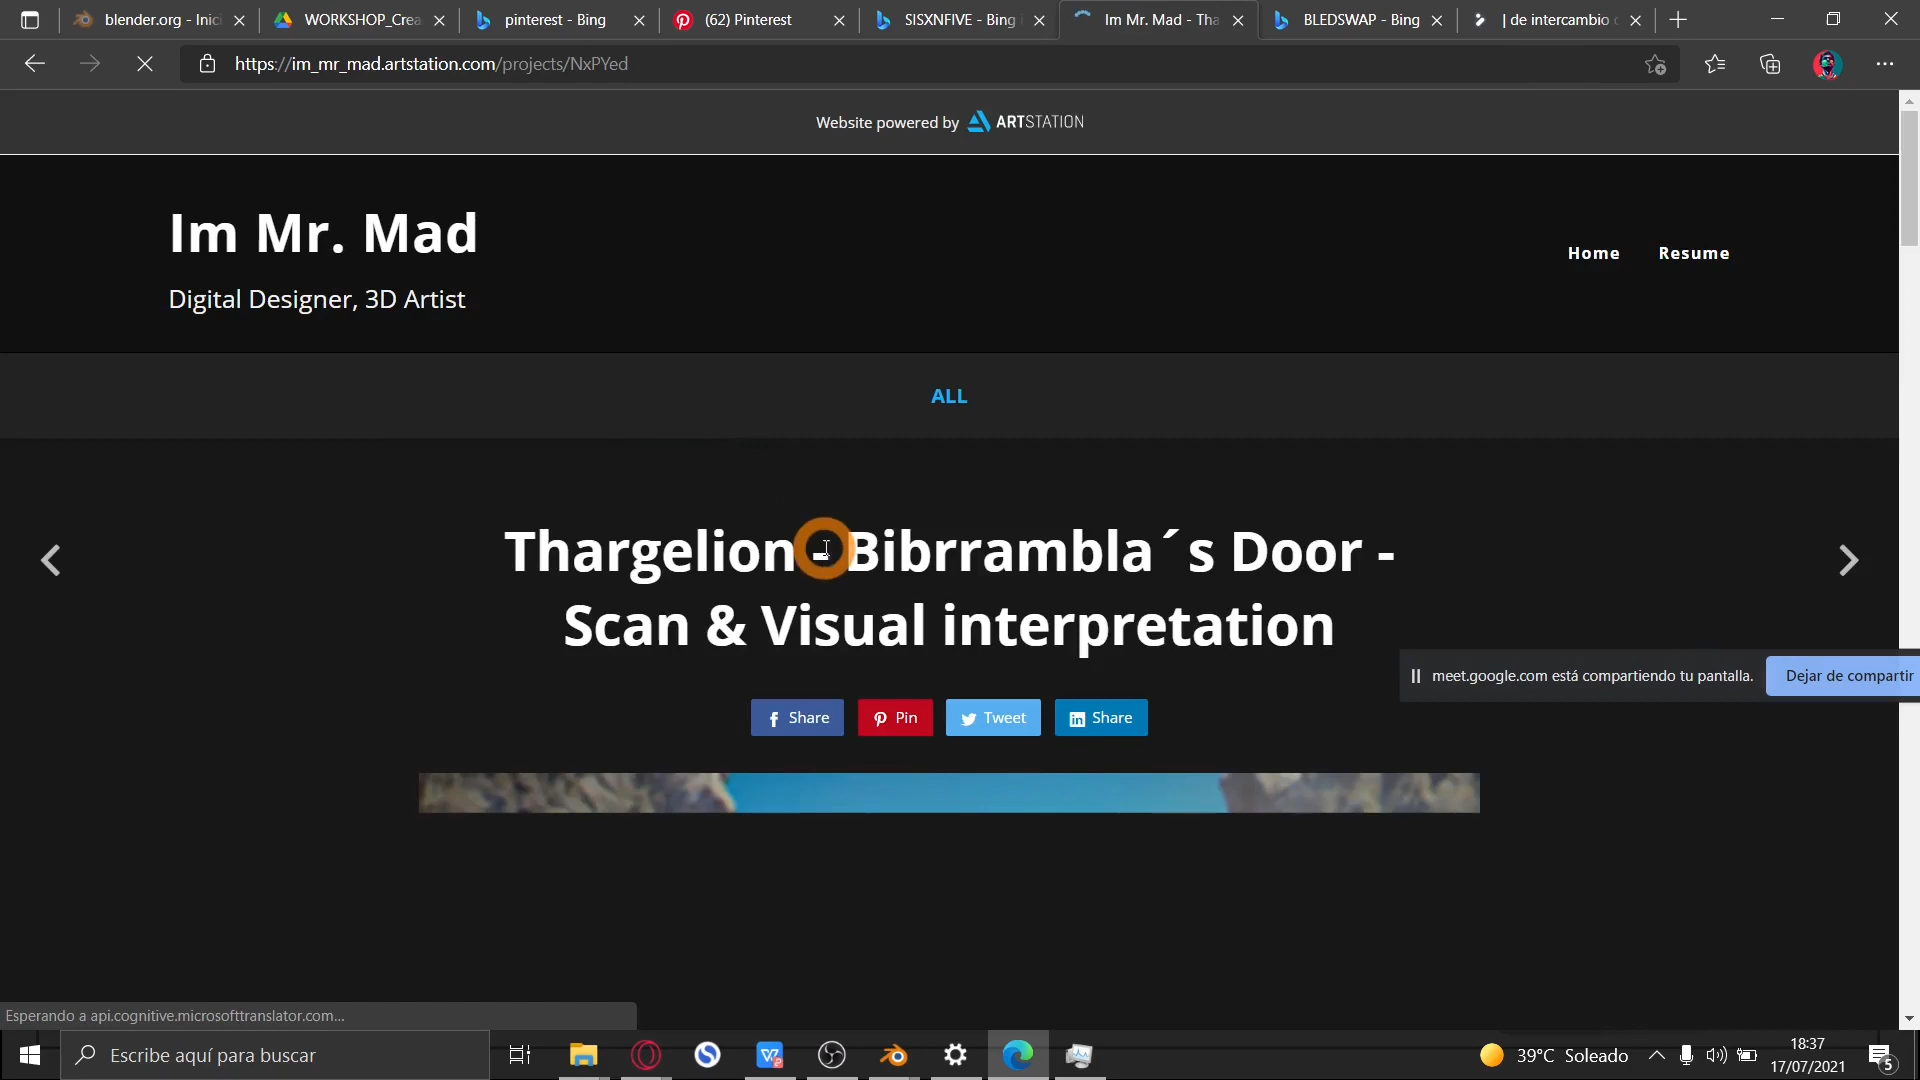 blender.org - Inici
WORKSHOP_Crea
pinterest - Bing
(62) Pinterest
SISXNFIVE - Bing
Im Mr. Mad - Tha
BLEDSWAP - Bing
| de intercambio
https://im_mr_mad.artstation.com/projects/NxPYed
Website powered by ARTSTATION
Im Mr. Mad
Digital Designer, 3D Artist
Home
Resume
ALL
Thargelion - Bibrrambla´s Door -
Scan & Visual interpretation
meet.google.com está compartiendo tu pantalla.
Dejar de compartir
Share
Pin
Tweet
Share
Esperando a api.cognitive.microsofttranslator.com...
Escribe aquí para buscar
39°C Soleado
18:37
17/07/2021
5